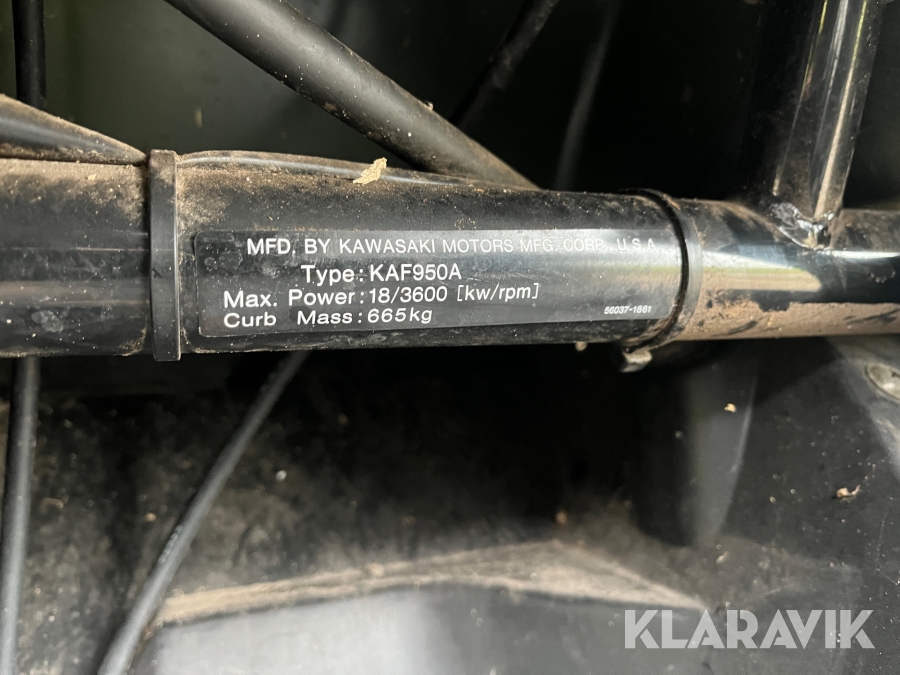 MFD. BY KAWASAKI MOTORS MFG. CORP., U.S.A.
Type: KAF950A
Max. Power: 18/3600 [kw/rpm]
Curb Mass: 665kg
56037-1861
KLARAVIK